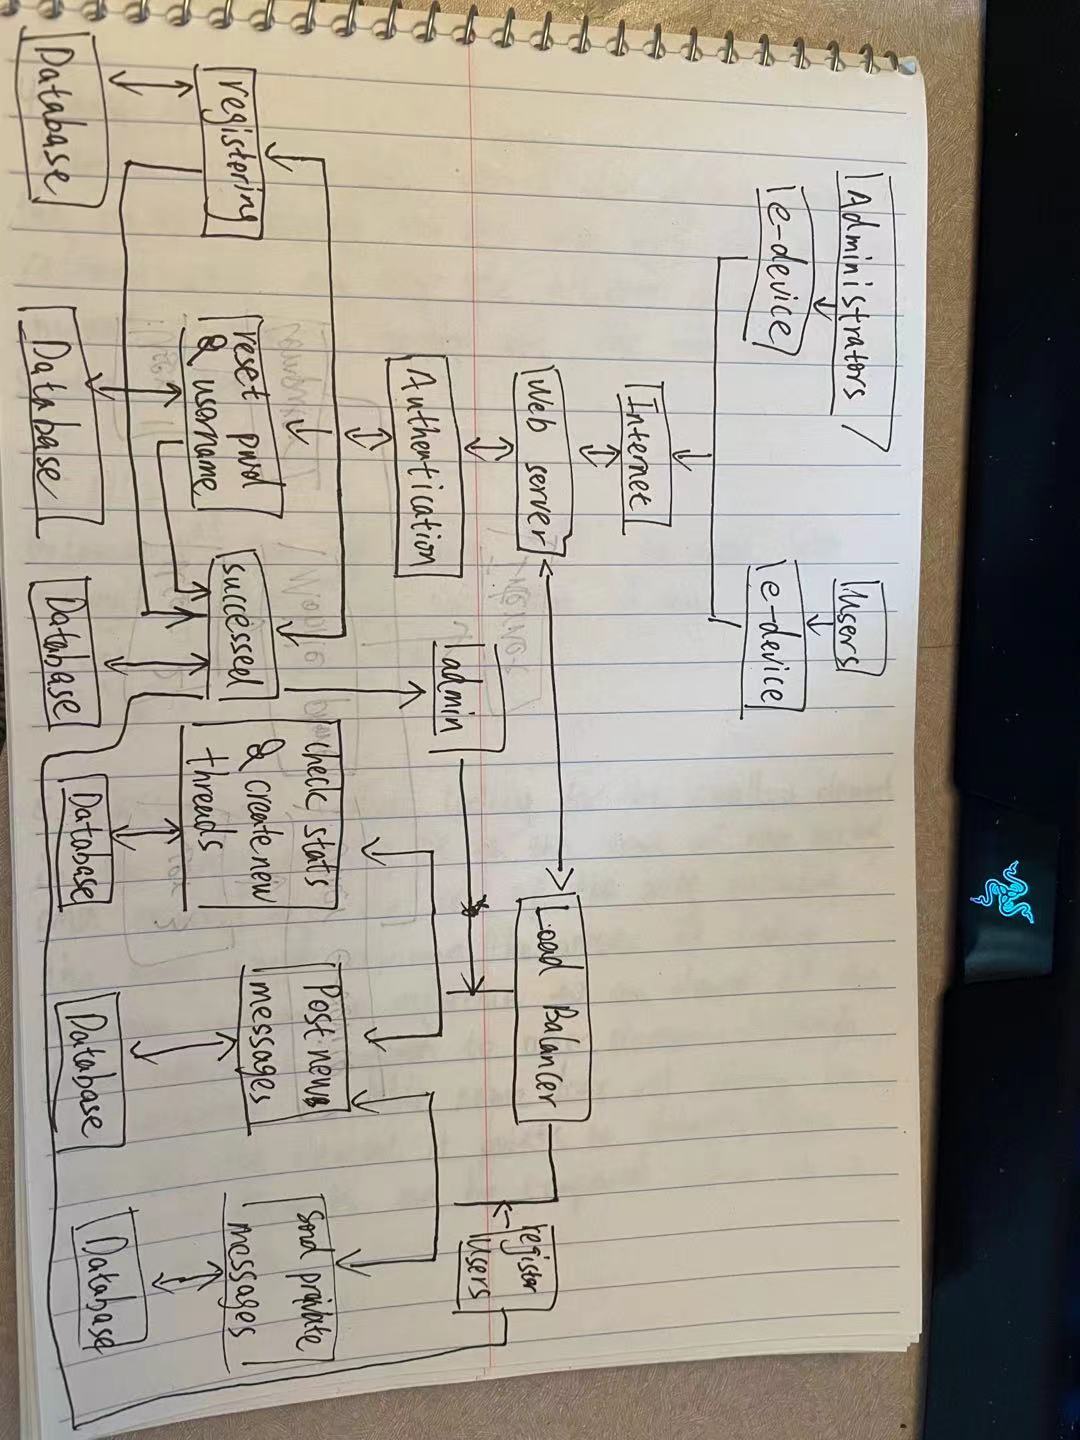 Administrators
Users
e-device
e-device
Internet
Web server
Load Balancer
Authentication
admin
register
Users
registering
reset pwd
& username
successed
check stats
& create new
threads
Post new
messages
Send private
messages
Database
Database
Database
Database
Database
Database